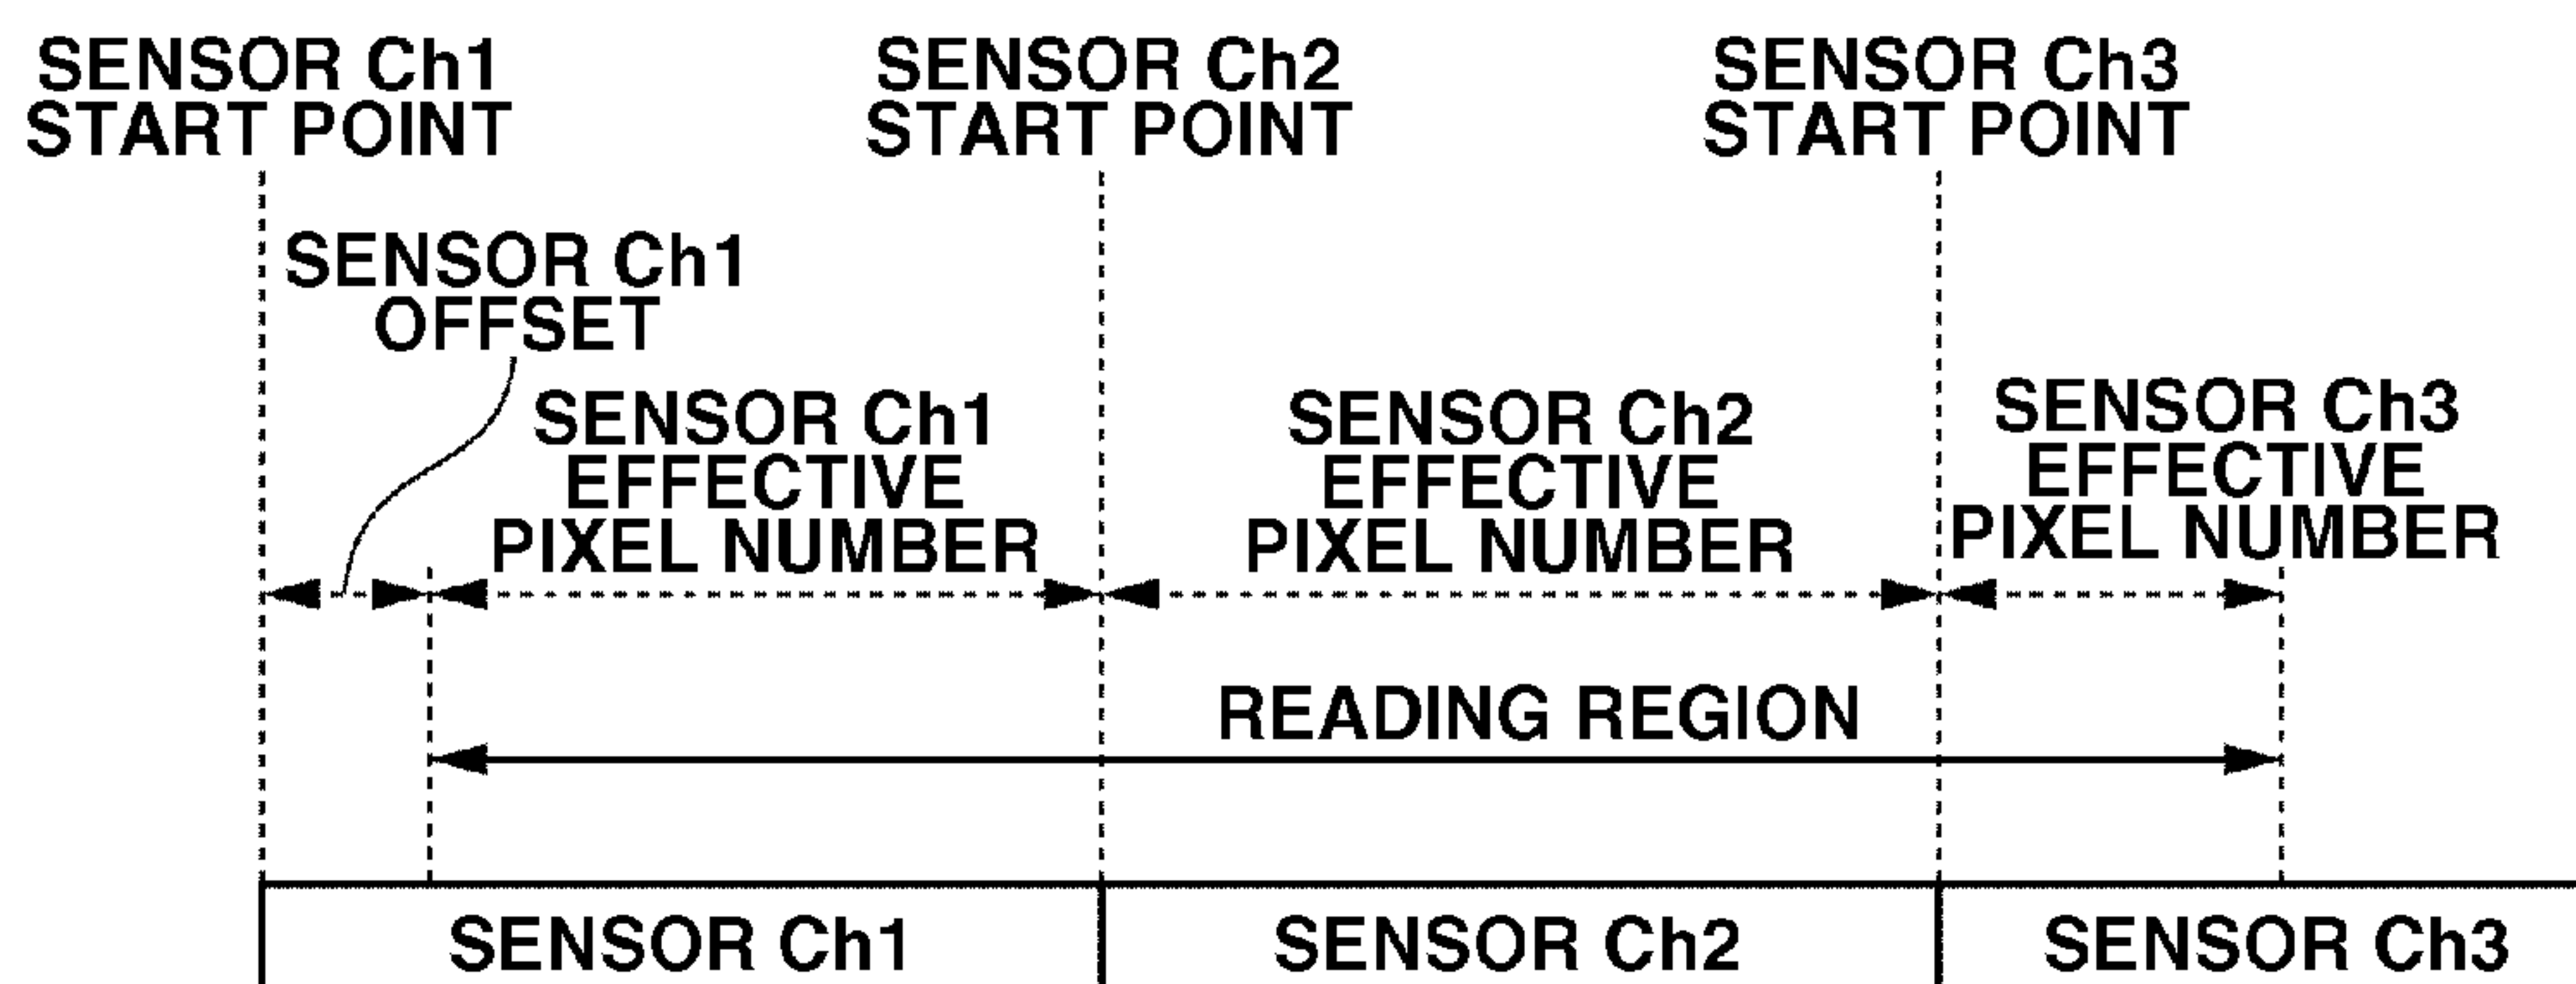 SENSOR Ch1
START POINT
SENSOR Ch2
START POINT
SENSOR Ch3
START POINT
SENSOR Ch1
OFFSET
SENSOR Ch1
EFFECTIVE
PIXEL NUMBER
SENSOR Ch2
EFFECTIVE
PIXEL NUMBER
SENSOR Ch3
EFFECTIVE
PIXEL NUMBER
READING REGION
SENSOR Ch1
SENSOR Ch2
SENSOR Ch3